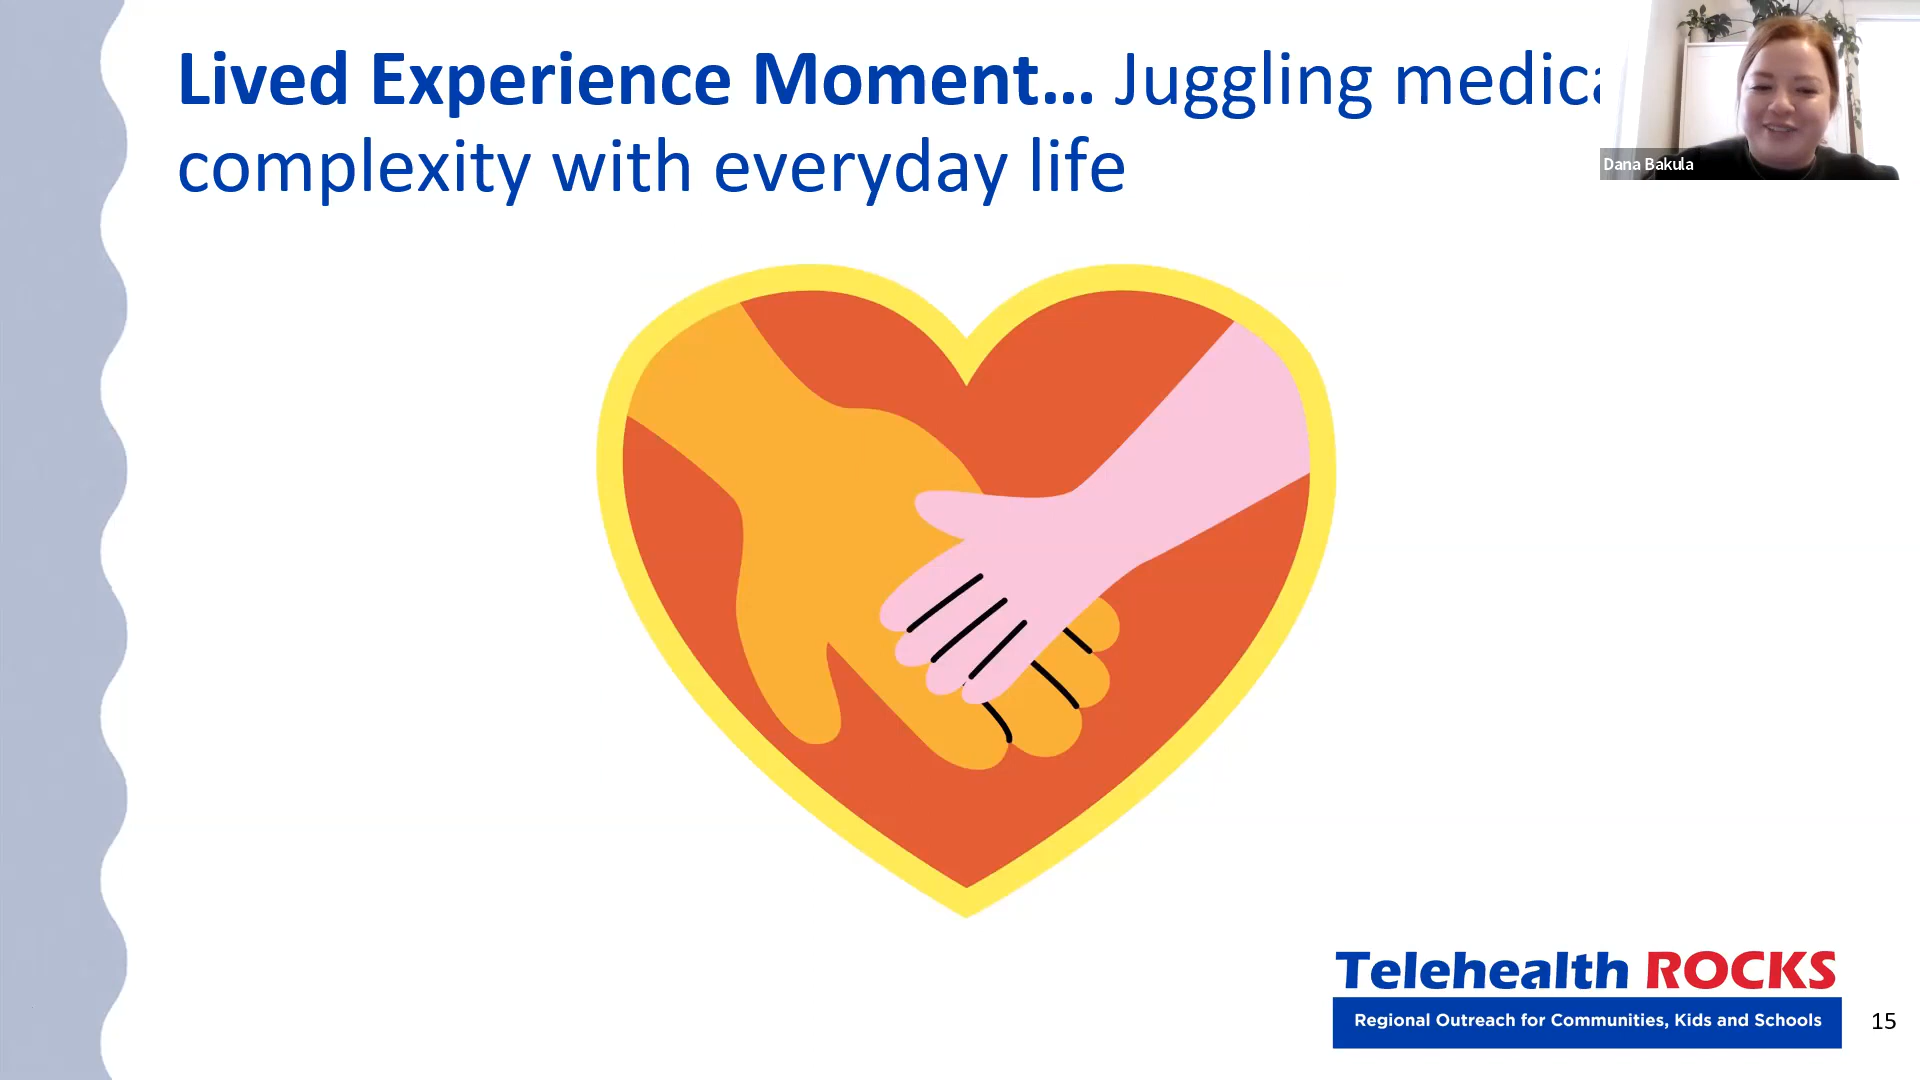 Lived Experience Moment... Juggling medica
complexity with everyday life
Dana Bakula
Telehealth ROCKS
Regional Outreach for Communities, Kids and Schools
15